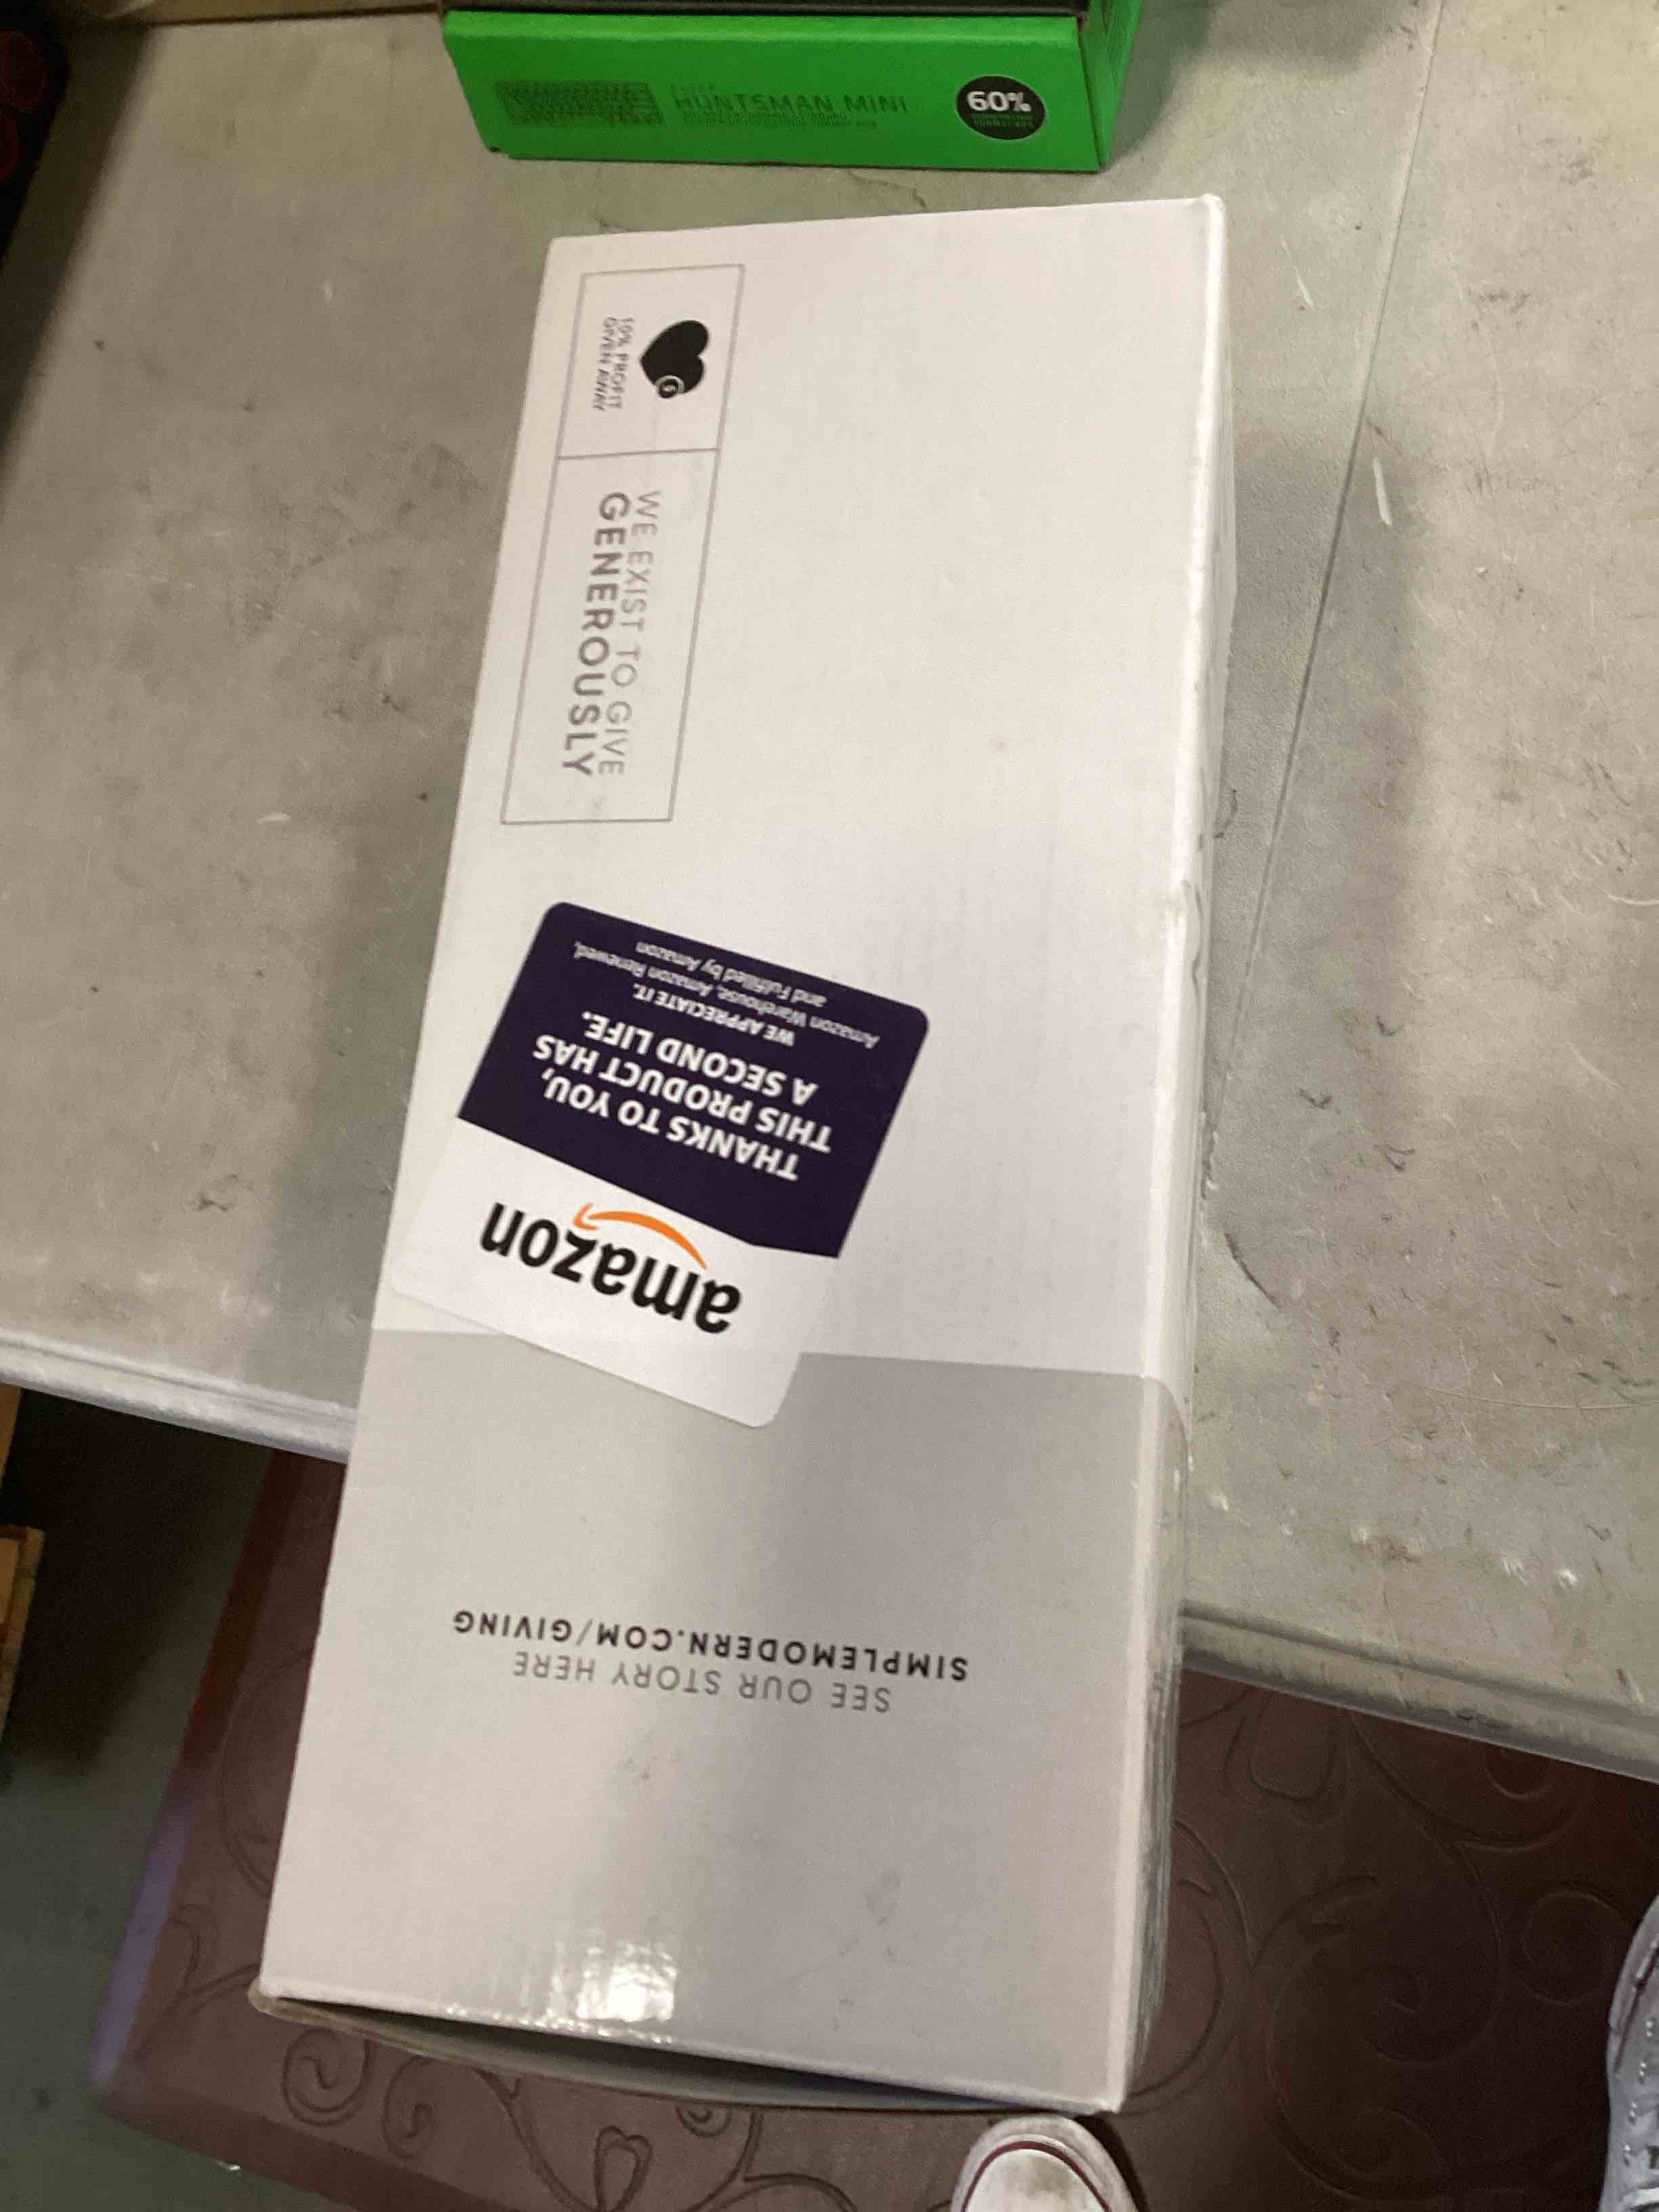 HUNTSMAN MINI
60%
10% PROFIT
GIVEN AWAY
WE EXIST TO GIVE
GENEROUSLY
amazon
THANKS TO YOU,
THIS PRODUCT HAS
A SECOND LIFE.
WE APPRECIATE IT.
Amazon Warehouse, Amazon Renewed,
and Fulfilled by Amazon
SEE OUR STORY HERE
SIMPLEMODERN.COM/GIVING